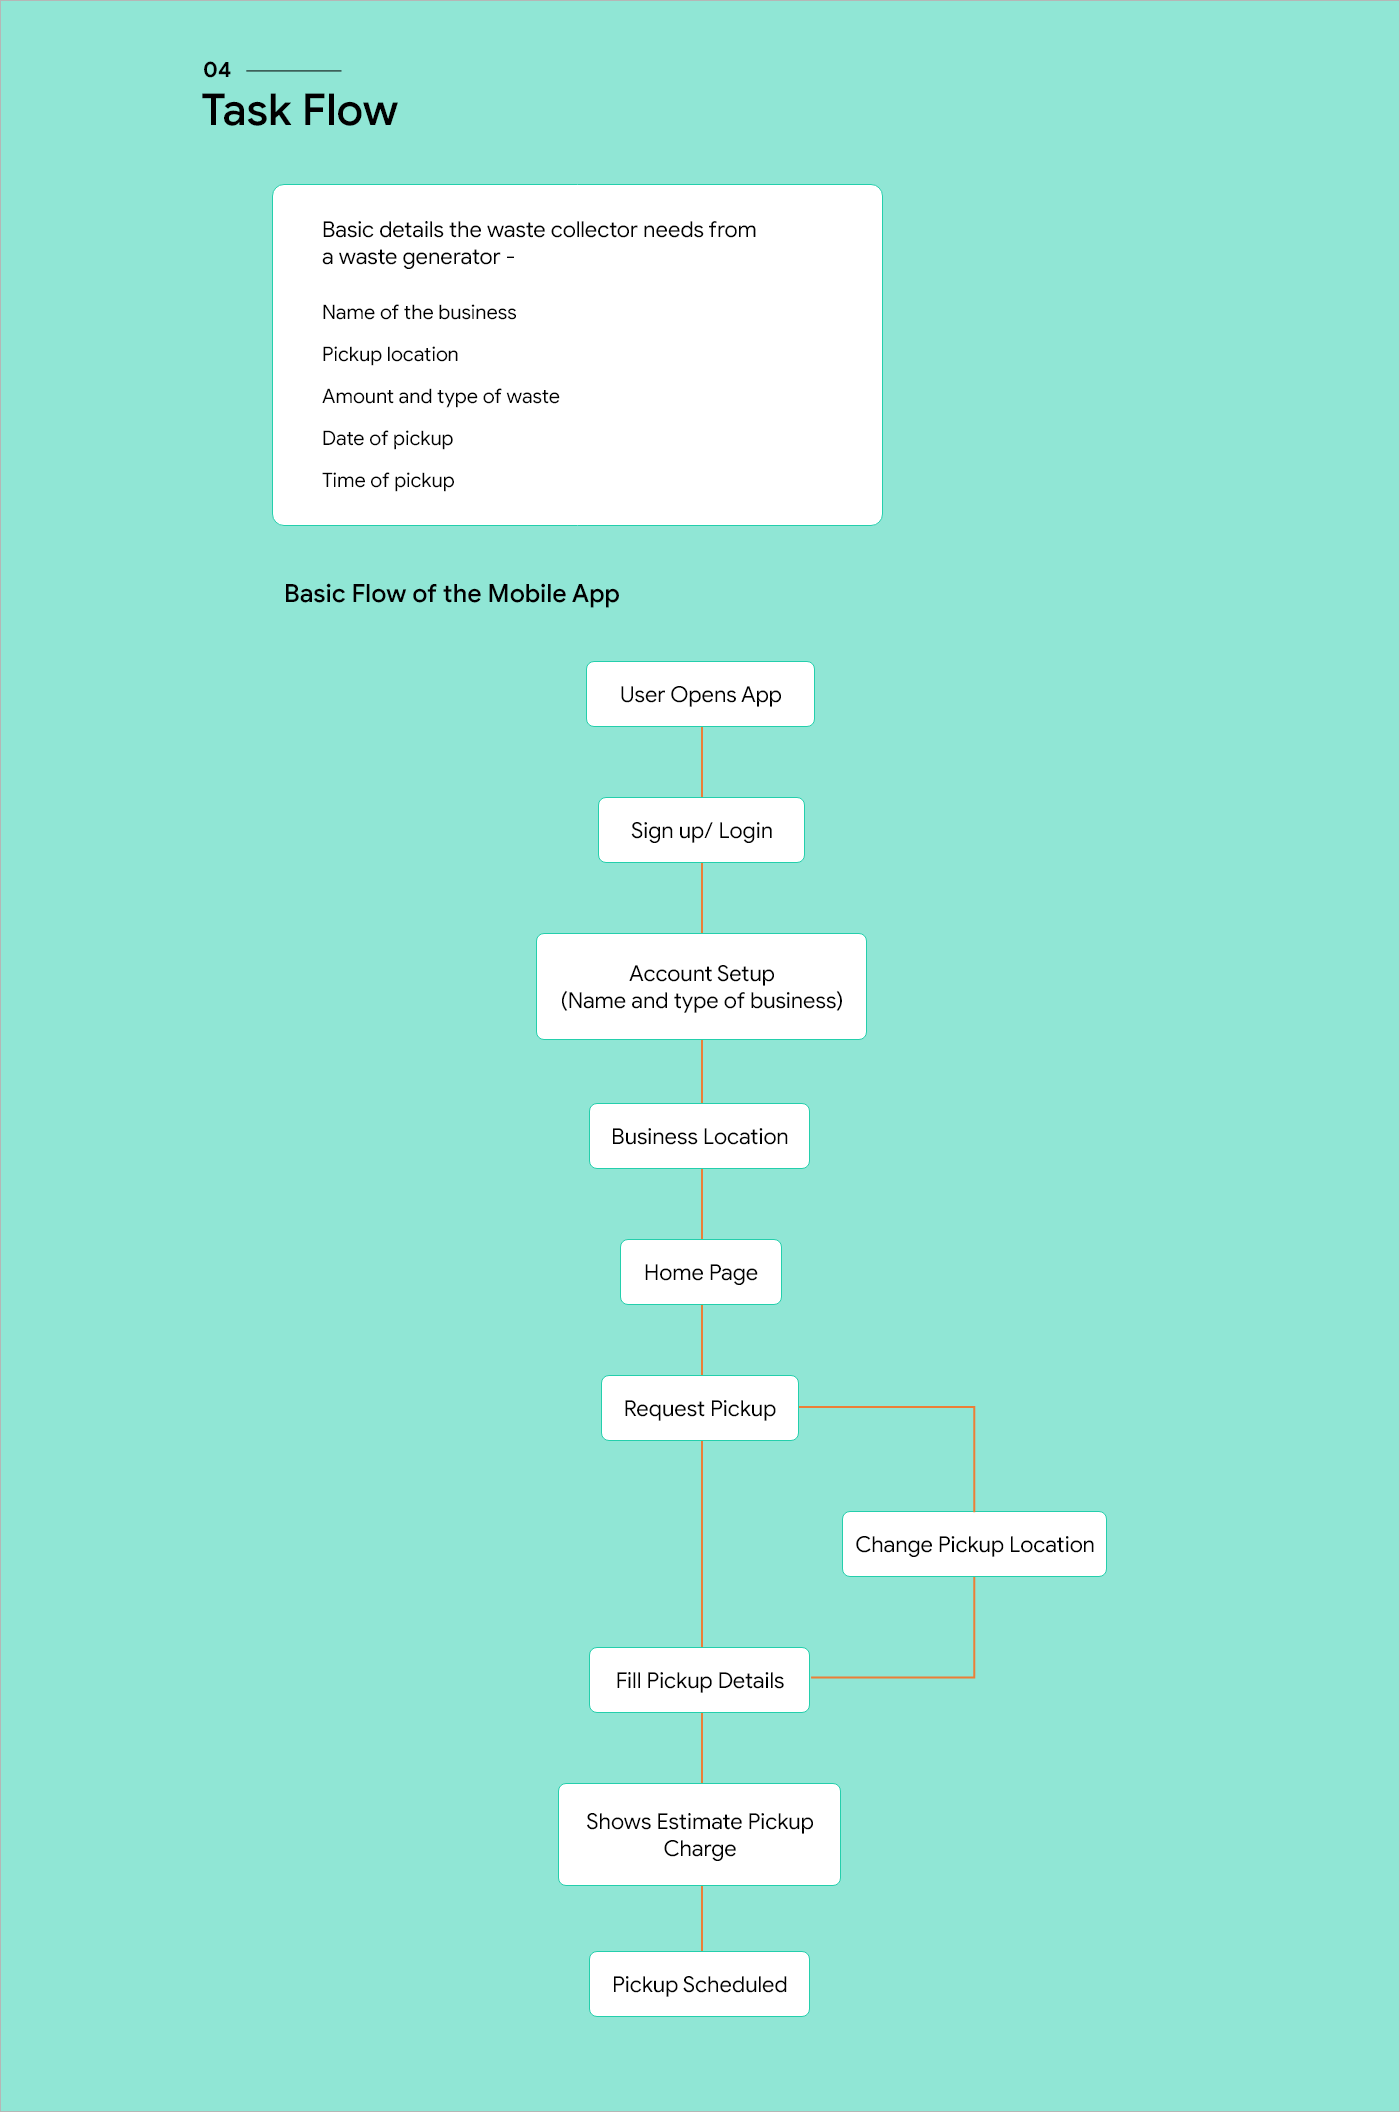 04
Task Flow
Basic details the waste collector needs from
a waste generator -
Name of the business
Pickup location
Amount and type of waste
Date of pickup
Time of pickup
Basic Flow of the Mobile App
User Opens App
Sign up/ Login
Account Setup
(Name and type of business)
Business Location
Home Page
Request Pickup
Change Pickup Location
Fill Pickup Details
Shows Estimate Pickup
Charge
Pickup Scheduled